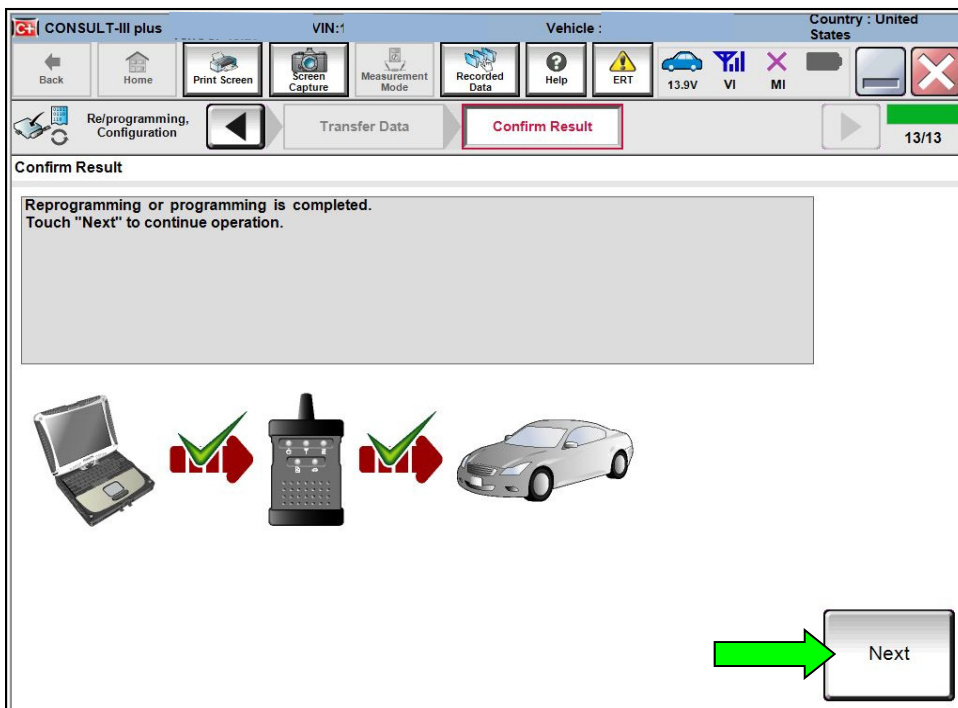 CONSULT-III plus VIN:1 Vehicle : Country : United States
Back Home Print Screen Screen Capture Measurement Mode Recorded Data Help ERT 13.9V VI MI
Re/programming, Configuration Transfer Data Confirm Result 13/13
Confirm Result
Reprogramming or programming is completed.
Touch "Next" to continue operation.
Next